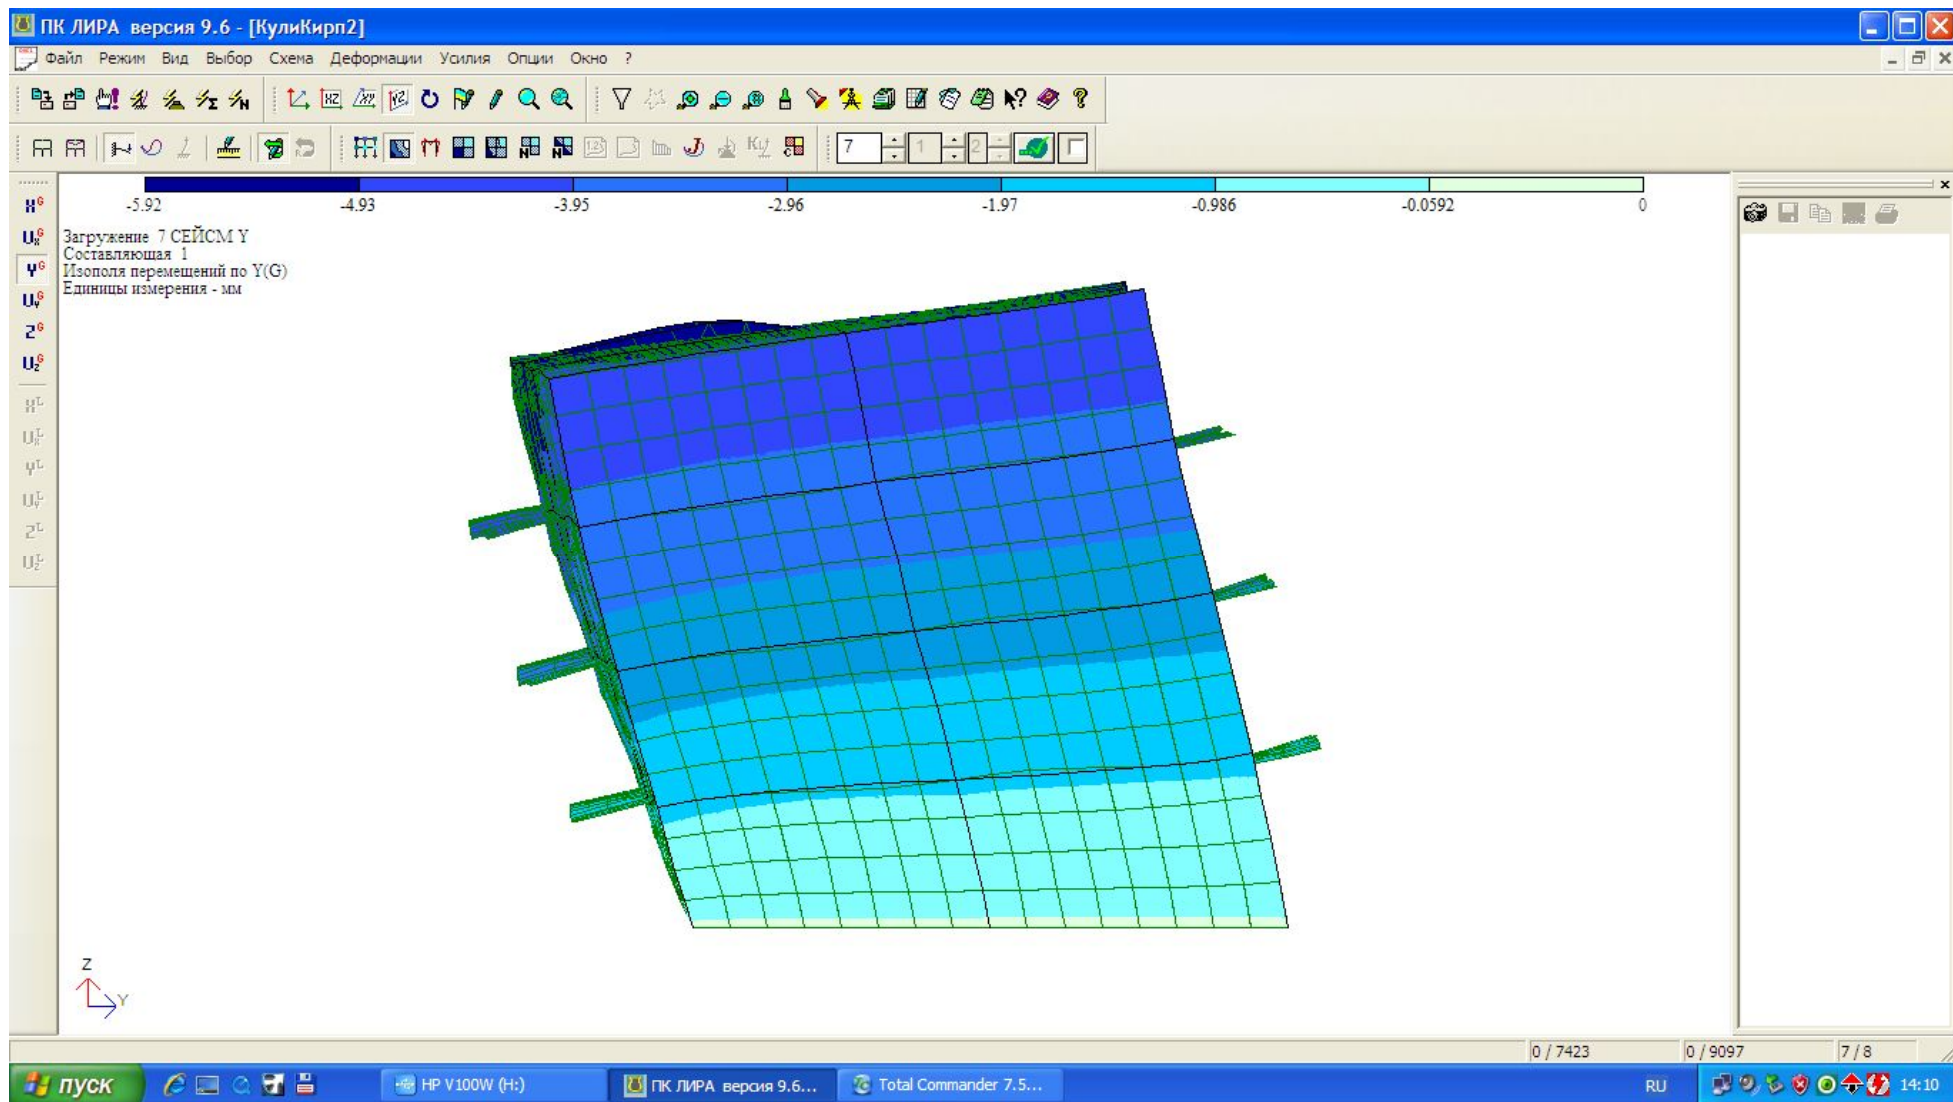 ПК ЛИРА версия 9.6 - [КулиКирп2]
Файл Режим Вид Выбор Схема Деформации Усилия Опции Окно ?
7 1 2
-5.92 -4.93 -3.95 -2.96 -1.97 -0.986 -0.0592 0
Загружение 7 СЕЙСМ Y
Составляющая 1
Изополя перемещений по Y(G)
Единицы измерения - мм
Z
Y
0 / 7423 0 / 9097 7 / 8
пуск HP V100W (H:) ПК ЛИРА версия 9.6... Total Commander 7.5... RU 14:10